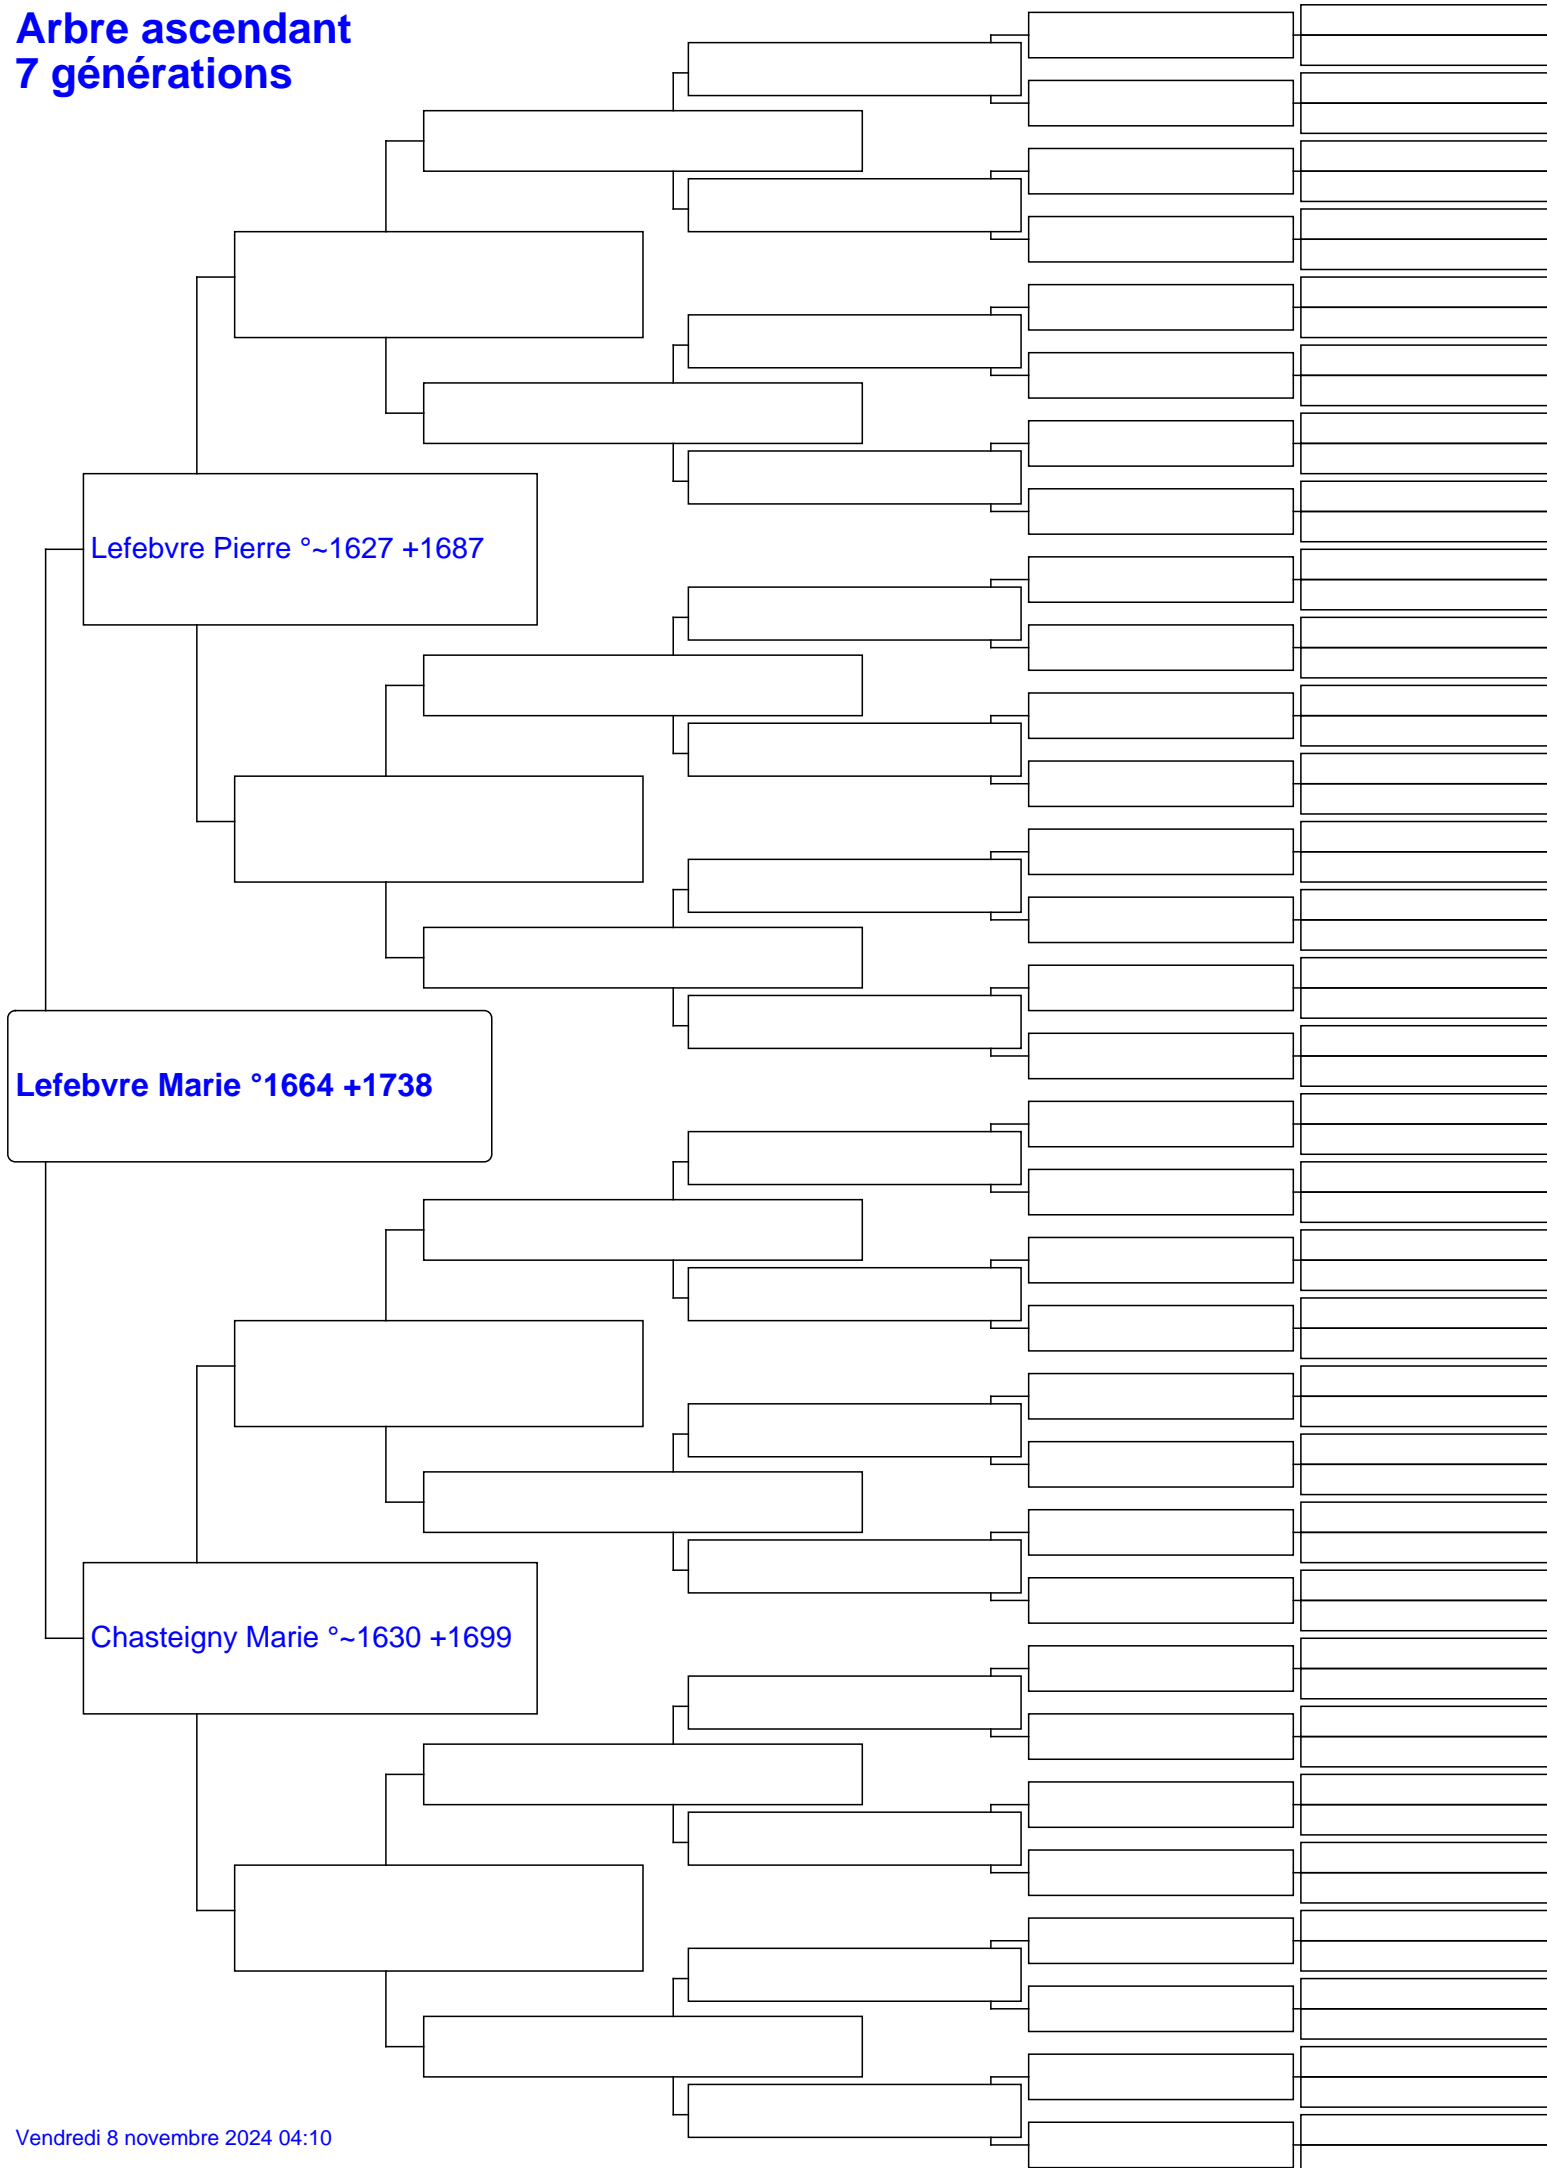 Arbre ascendant
7 générations
Lefebvre Pierre °~1627 +1687
Lefebvre Marie °1664 +1738
Chasteigny Marie °~1630 +1699
Vendredi 8 novembre 2024 04:10